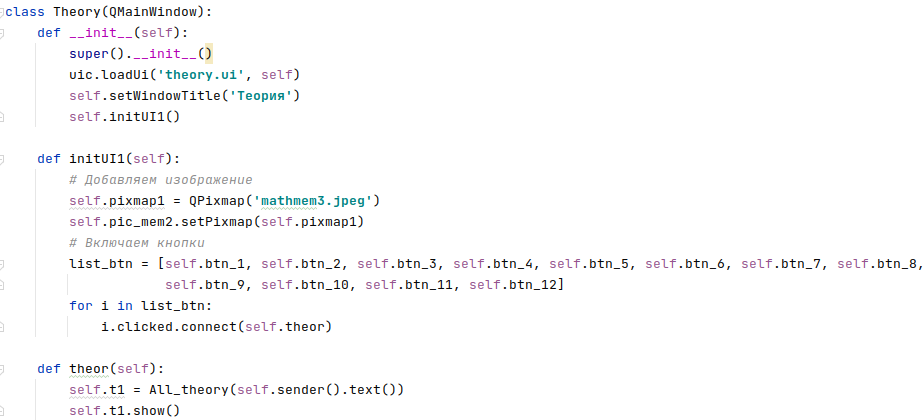 class Theory(QMainWindow):
    def __init__(self):
        super().__init__()
        uic.loadUi('theory.ui', self)
        self.setWindowTitle('Теория')
        self.initUI1()

    def initUI1(self):
        # Добавляем изображение
        self.pixmap1 = QPixmap('mathmem3.jpeg')
        self.pic_mem2.setPixmap(self.pixmap1)
        # Включаем кнопки
        list_btn = [self.btn_1, self.btn_2, self.btn_3, self.btn_4, self.btn_5, self.btn_6, self.btn_7, self.btn_8,
                    self.btn_9, self.btn_10, self.btn_11, self.btn_12]
        for i in list_btn:
            i.clicked.connect(self.theor)

    def theor(self):
        self.t1 = All_theory(self.sender().text())
        self.t1.show()